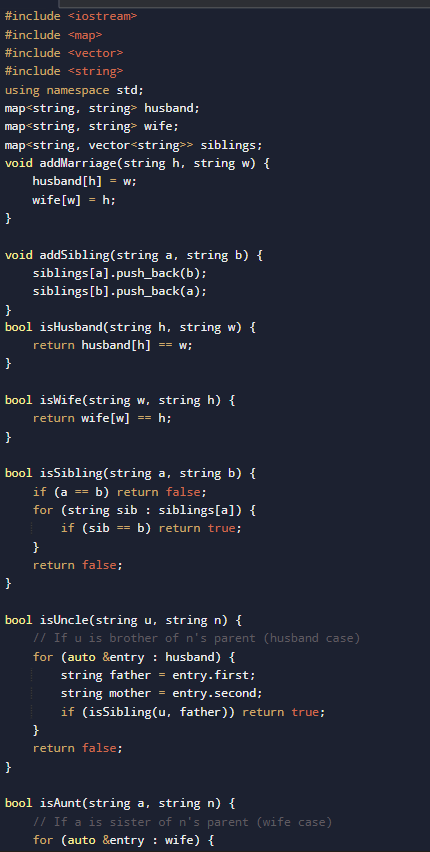 #include <iostream>
#include <map>
#include <vector>
#include <string>
using namespace std;
map<string, string> husband;
map<string, string> wife;
map<string, vector<string>> siblings;
void addMarriage(string h, string w) {
    husband[h] = w;
    wife[w] = h;
}

void addSibling(string a, string b) {
    siblings[a].push_back(b);
    siblings[b].push_back(a);
}
bool isHusband(string h, string w) {
    return husband[h] == w;
}

bool isWife(string w, string h) {
    return wife[w] == h;
}

bool isSibling(string a, string b) {
    if (a == b) return false;
    for (string sib : siblings[a]) {
        if (sib == b) return true;
    }
    return false;
}

bool isUncle(string u, string n) {
    // If u is brother of n's parent (husband case)
    for (auto &entry : husband) {
        string father = entry.first;
        string mother = entry.second;
        if (isSibling(u, father)) return true;
    }
    return false;
}

bool isAunt(string a, string n) {
    // If a is sister of n's parent (wife case)
    for (auto &entry : wife) {